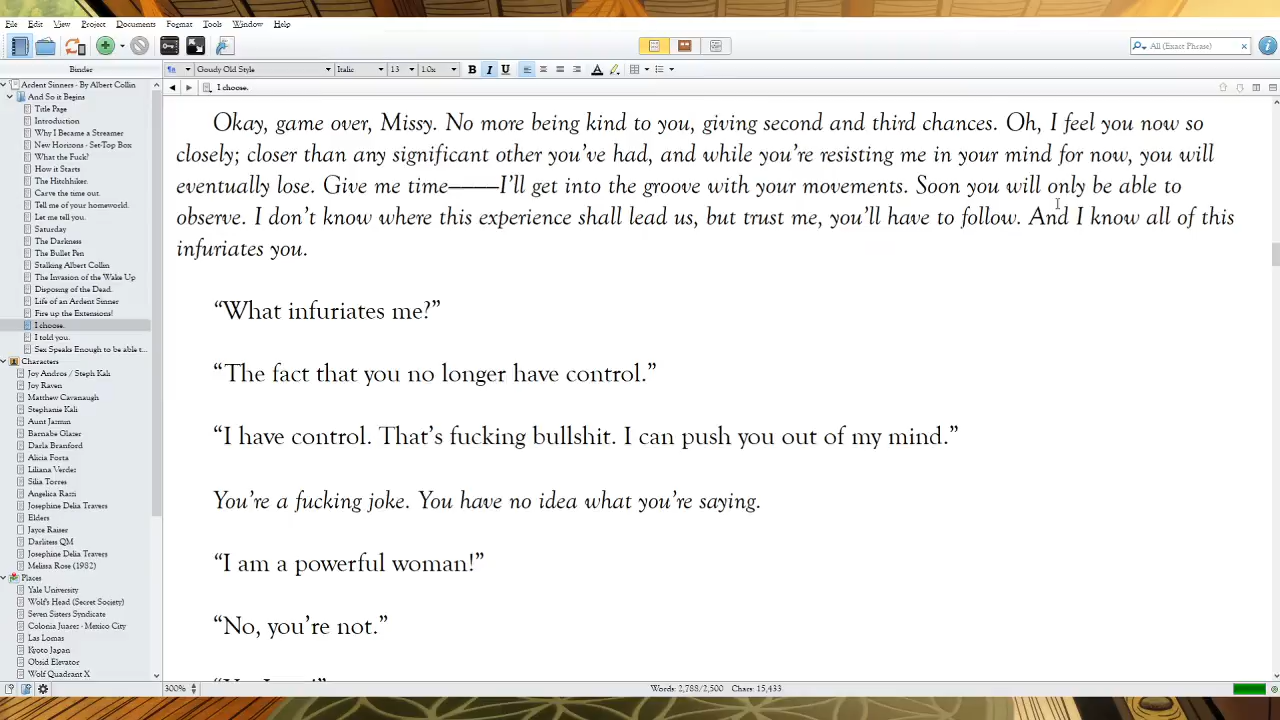 File Edit View Project Documents Format Tools Window Help
All (Exact Phrase)
Binder
Goudy Old Style Italic 13 1.0x B I U A
I choose.
Ardent Sinners - By Albert Collin
And So it Begins
Title Page
Introduction
Why I Became a Streamer
New Horizons - Set-Top Box
What the Fuck?
How it Starts
The Hitchhiker.
Carve the time out.
Tell me of your homeworld.
Let me tell you.
Saturday
The Darkness
The Bullet Pen
Stalking Albert Collin
The Invasion of the Wake Up
Disposing of the Dead.
Life of an Ardent Sinner
Fire up the Extensions!
I choose.
I told you.
Sex Speaks Enough to be able t...
Characters
Joy Andros / Steph Kali
Joy Raven
Matthew Cavanaugh
Stephanie Kali
Aunt Jazmin
Barnabe Glazer
Darla Branford
Alicia Forta
Liliana Verdez
Silia Torres
Angelica Razn
Josephine Delia Travers
Elders
Jayce Raiser
Darlitess QM
Josephine Delia Travers
Melissa Rose (1982)
Places
Yale University
Wolf's Head (Secret Society)
Seven Sisters Syndicate
Colonia Juarez - Mexico City
Las Lomas
Kyoto Japan
Obsid Elevator
Wolf Quadrant X
Okay, game over, Missy. No more being kind to you, giving second and third chances. Oh, I feel you now so
closely; closer than any significant other you’ve had, and while you’re resisting me in your mind for now, you will
eventually lose. Give me time————I’ll get into the groove with your movements. Soon you will only be able to
observe. I don’t know where this experience shall lead us, but trust me, you’ll have to follow. And I know all of this
infuriates you.
“What infuriates me?”
“The fact that you no longer have control.”
“I have control. That’s fucking bullshit. I can push you out of my mind.”
You’re a fucking joke. You have no idea what you’re saying.
“I am a powerful woman!”
“No, you’re not.”
300%
Words: 2,788/2,500 Chars: 15,433